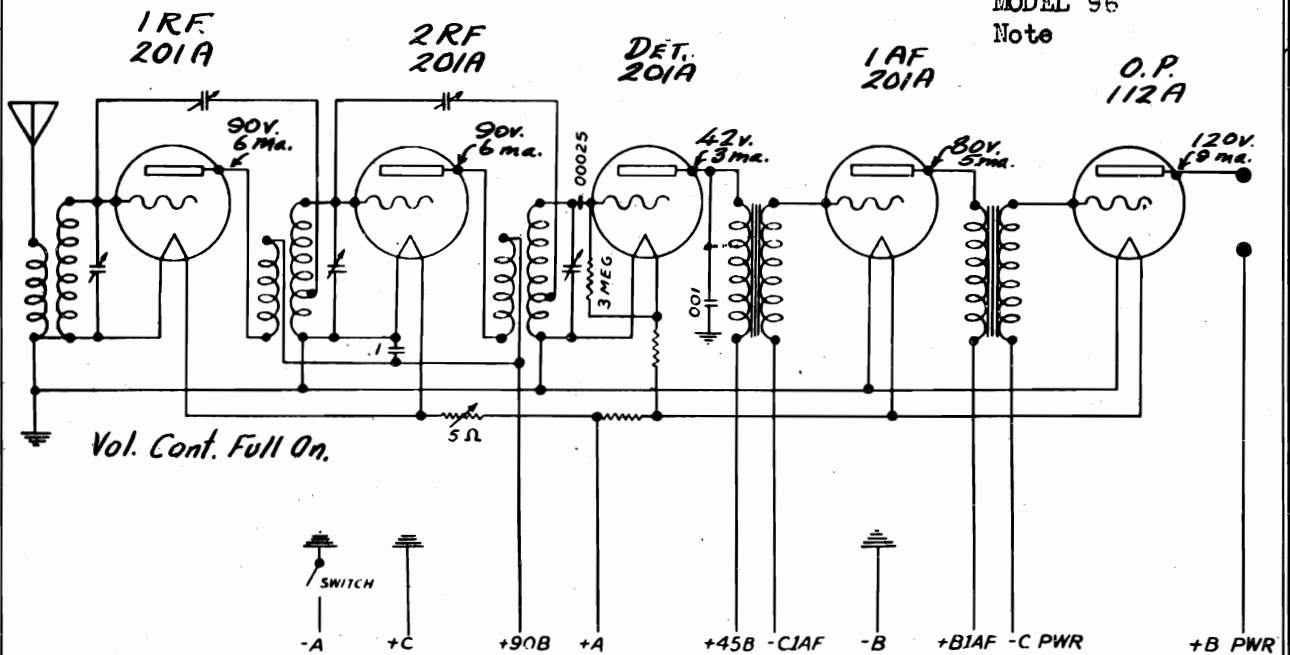 MODEL 96
Note
1 RF.
201A
2 RF
201A
DET.
201A
1 AF
201A
O.P.
112A
90v.
6 ma.
90v.
6 ma.
.00025
42v.
3 ma.
80v.
5 ma.
120v.
9 ma.
3 MEG
.001
.1
5 Ω
Vol. Cont. Full On.
SWITCH
-A
+C
+90B
+A
+45B
-C1AF
-B
+B1AF
-C PWR
+B PWR